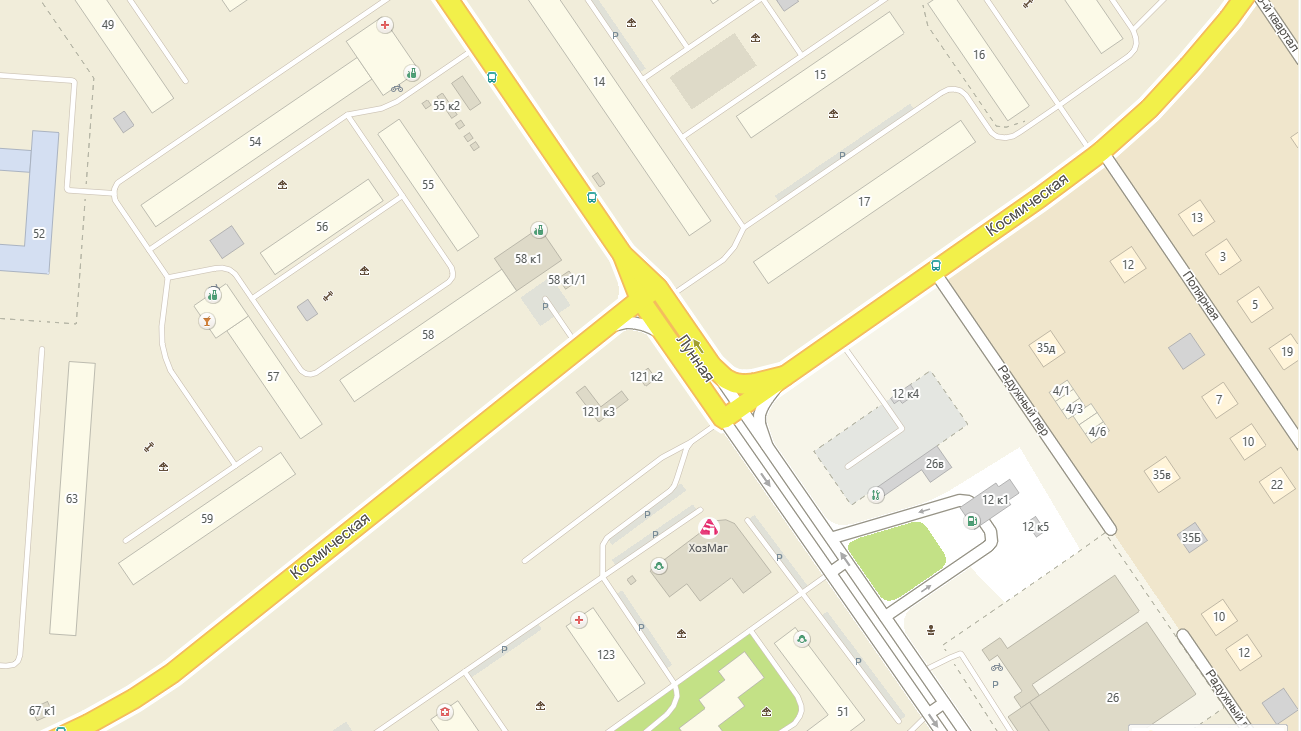 49
14
15
16
6-й квартал
55 к2
54
55
56
52
17
Космическая
13
12
3
Полярная
5
58 к1
58 к1/1
P
58
57
Лунная
121 к2
121 к3
35д
19
Радужный пер
4/1
4/3
4/6
7
12 к4
10
26в
35в
22
63
59
Космическая
12 к1
12 к5
35Б
P
P
P
P
ХозМаг
P
P
P
P
P
123
10
12
P
26
51
67 к1
Радужный п